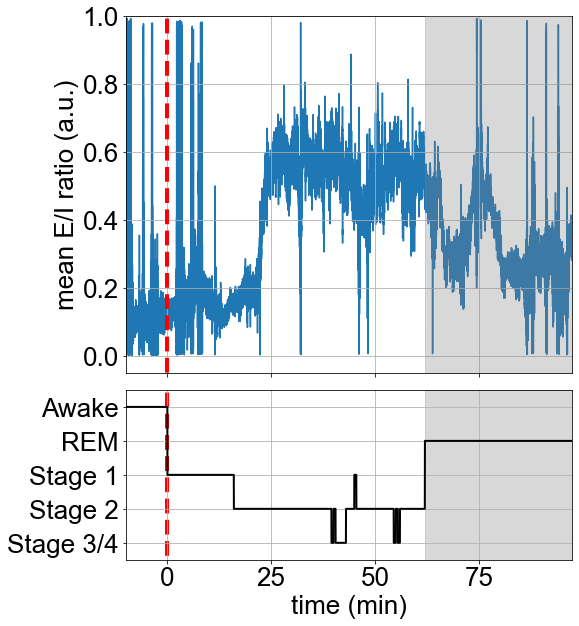 mean E/I ratio (a.u.)
1.0
0.8
0.6
0.4
0.2
0.0
Awake
REM
Stage 1
Stage 2
Stage 3/4
0
25
50
75
time (min)